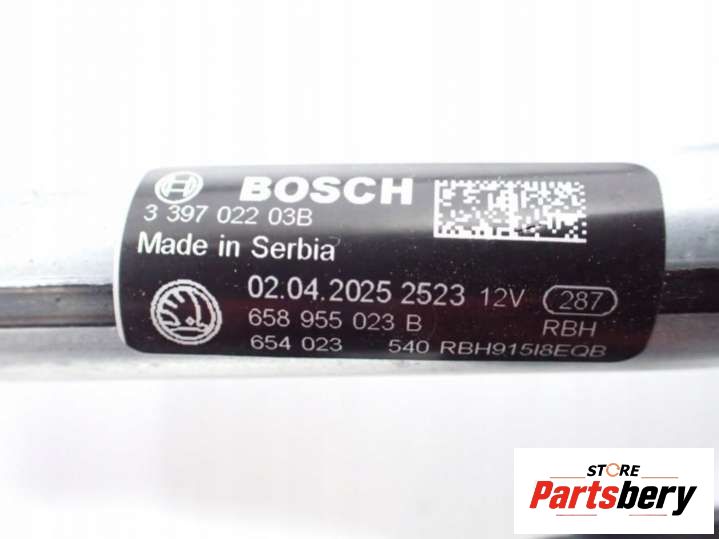 BOSCH
3 397 022 03B
Made in Serbia
02.04.2025 2523 12V 287
658 955 023 B RBH
654 023 540 RBH915I8EQB
STORE
Partsbery